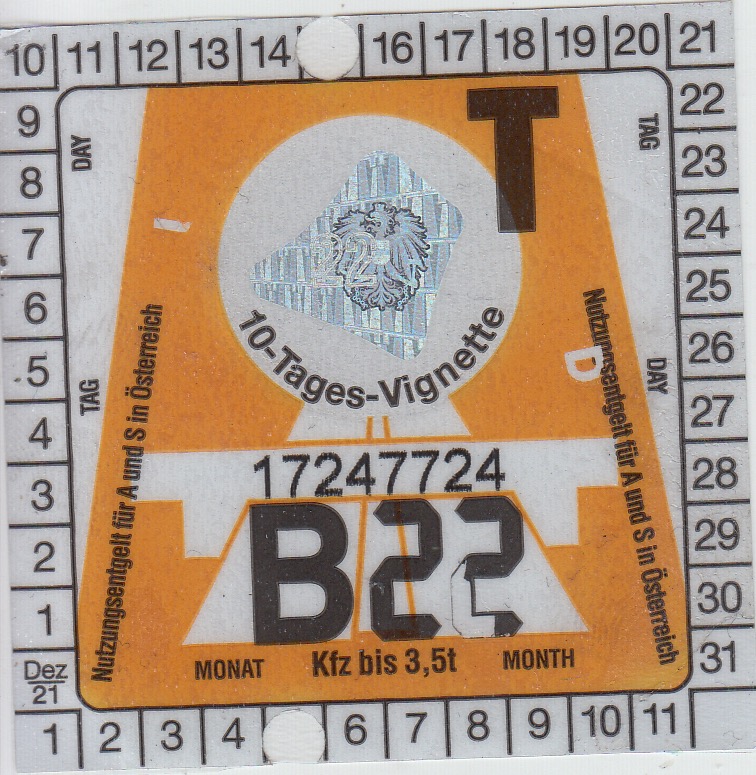 10 11 12 13 14 16 17 18 19 20 21
9 22
8 23
7 24
6 25
5 26
4 27
3 28
2 29
1 30
Dez 21 31
1 2 3 4 6 7 8 9 10 11
DAY
TAG
TAG
DAY
T
22
10-Tages-Vignette
D
Nutzungsentgelt für A und S in Österreich
Nutzungsentgelt für A und S in Österreich
17247724
B22
MONAT Kfz bis 3,5t MONTH